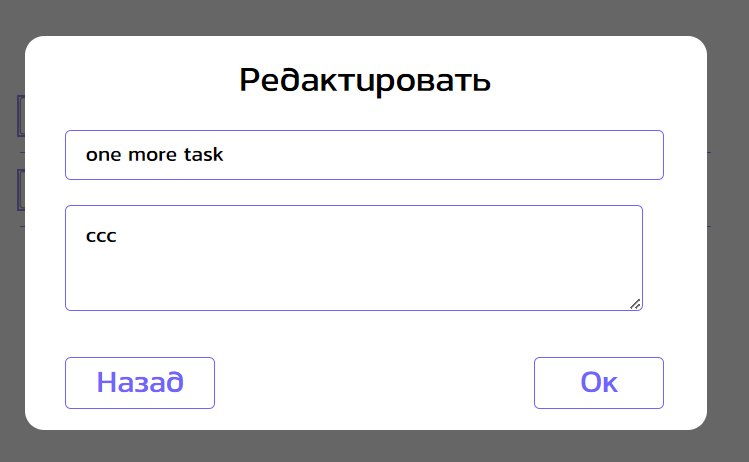 Редактировать
one more task
ccc
Назад
Ок